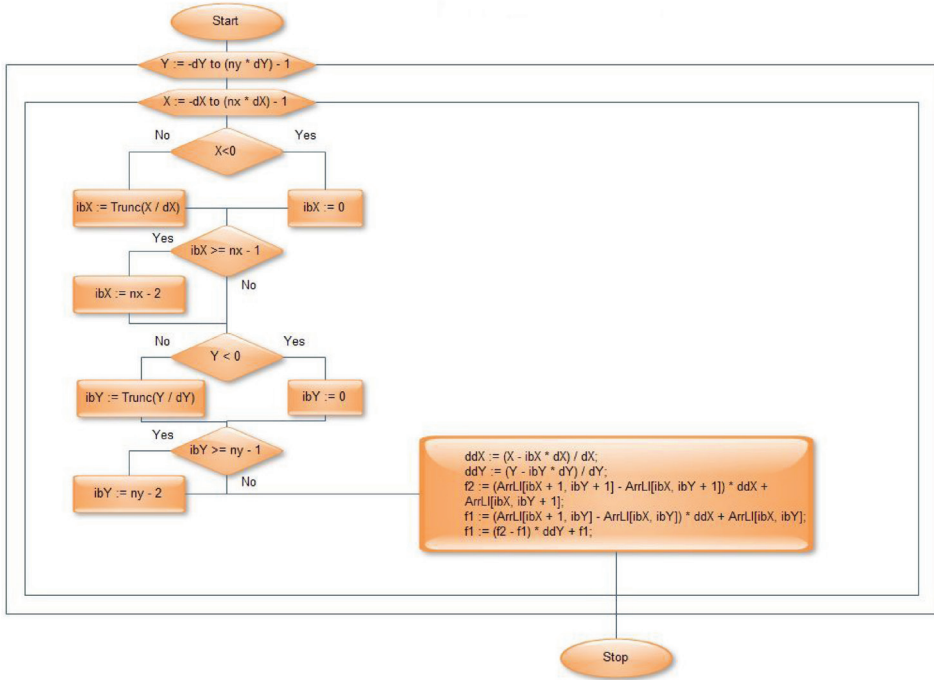 Start
Y := -dY to (ny * dY) - 1
X := -dX to (nx * dX) - 1
No
Yes
X<0
ibX := Trunc(X / dX)
ibX := 0
Yes
ibX >= nx - 1
No
ibX := nx - 2
No
Yes
Y < 0
ibY := Trunc(Y / dY)
ibY := 0
Yes
ibY >= ny - 1
No
ibY := ny - 2
ddX := (X - ibX * dX) / dX;
ddY := (Y - ibY * dY) / dY;
f2 := (ArrLI[ibX + 1, ibY + 1] - ArrLI[ibX, ibY + 1]) * ddX +
ArrLI[ibX, ibY + 1];
f1 := (ArrLI[ibX + 1, ibY] - ArrLI[ibX, ibY]) * ddX + ArrLI[ibX, ibY];
f1 := (f2 - f1) * ddY + f1;
Stop